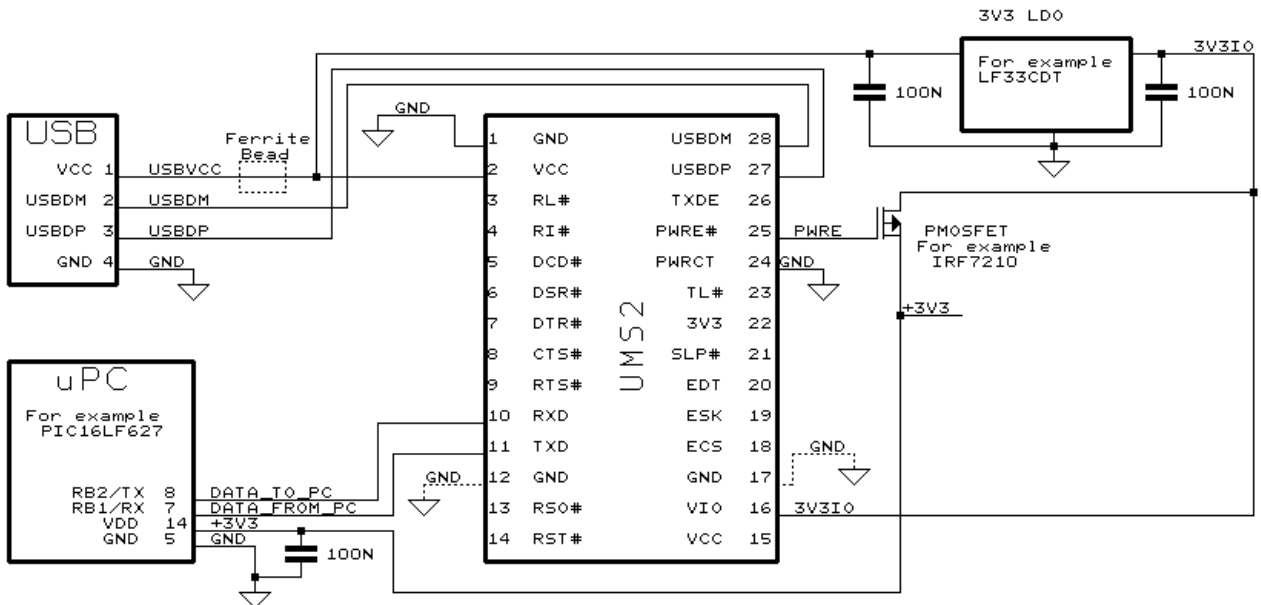 3V3 LDO
3V3IO
For example
LF33CDT
100N
100N
USB
VCC 1
USBDM 2
USBDP 3
GND 4
USBVCC
USBDM
USBDP
GND
Ferrite
Bead
GND
1 GND
2 VCC
3 RL#
4 RI#
5 DCD#
6 DSR#
7 DTR#
8 CTS#
9 RTS#
10 RXD
11 TXD
12 GND
13 RSO#
14 RST#
UMS2
USBDM 28
USBDP 27
TXDE 26
PWRE# 25
PWRCT 24
TL# 23
3V3 22
SLP# 21
EDT 20
ESK 19
ECS 18
GND 17
VIO 16
VCC 15
PWRE
GND
PMOSFET
For example
IRF7210
+3V3
GND
3V3IO
uPC
For example
PIC16LF627
RB2/TX 8
RB1/RX 7
VDD 14
GND 5
DATA_TO_PC
DATA_FROM_PC
+3V3
GND
GND
100N